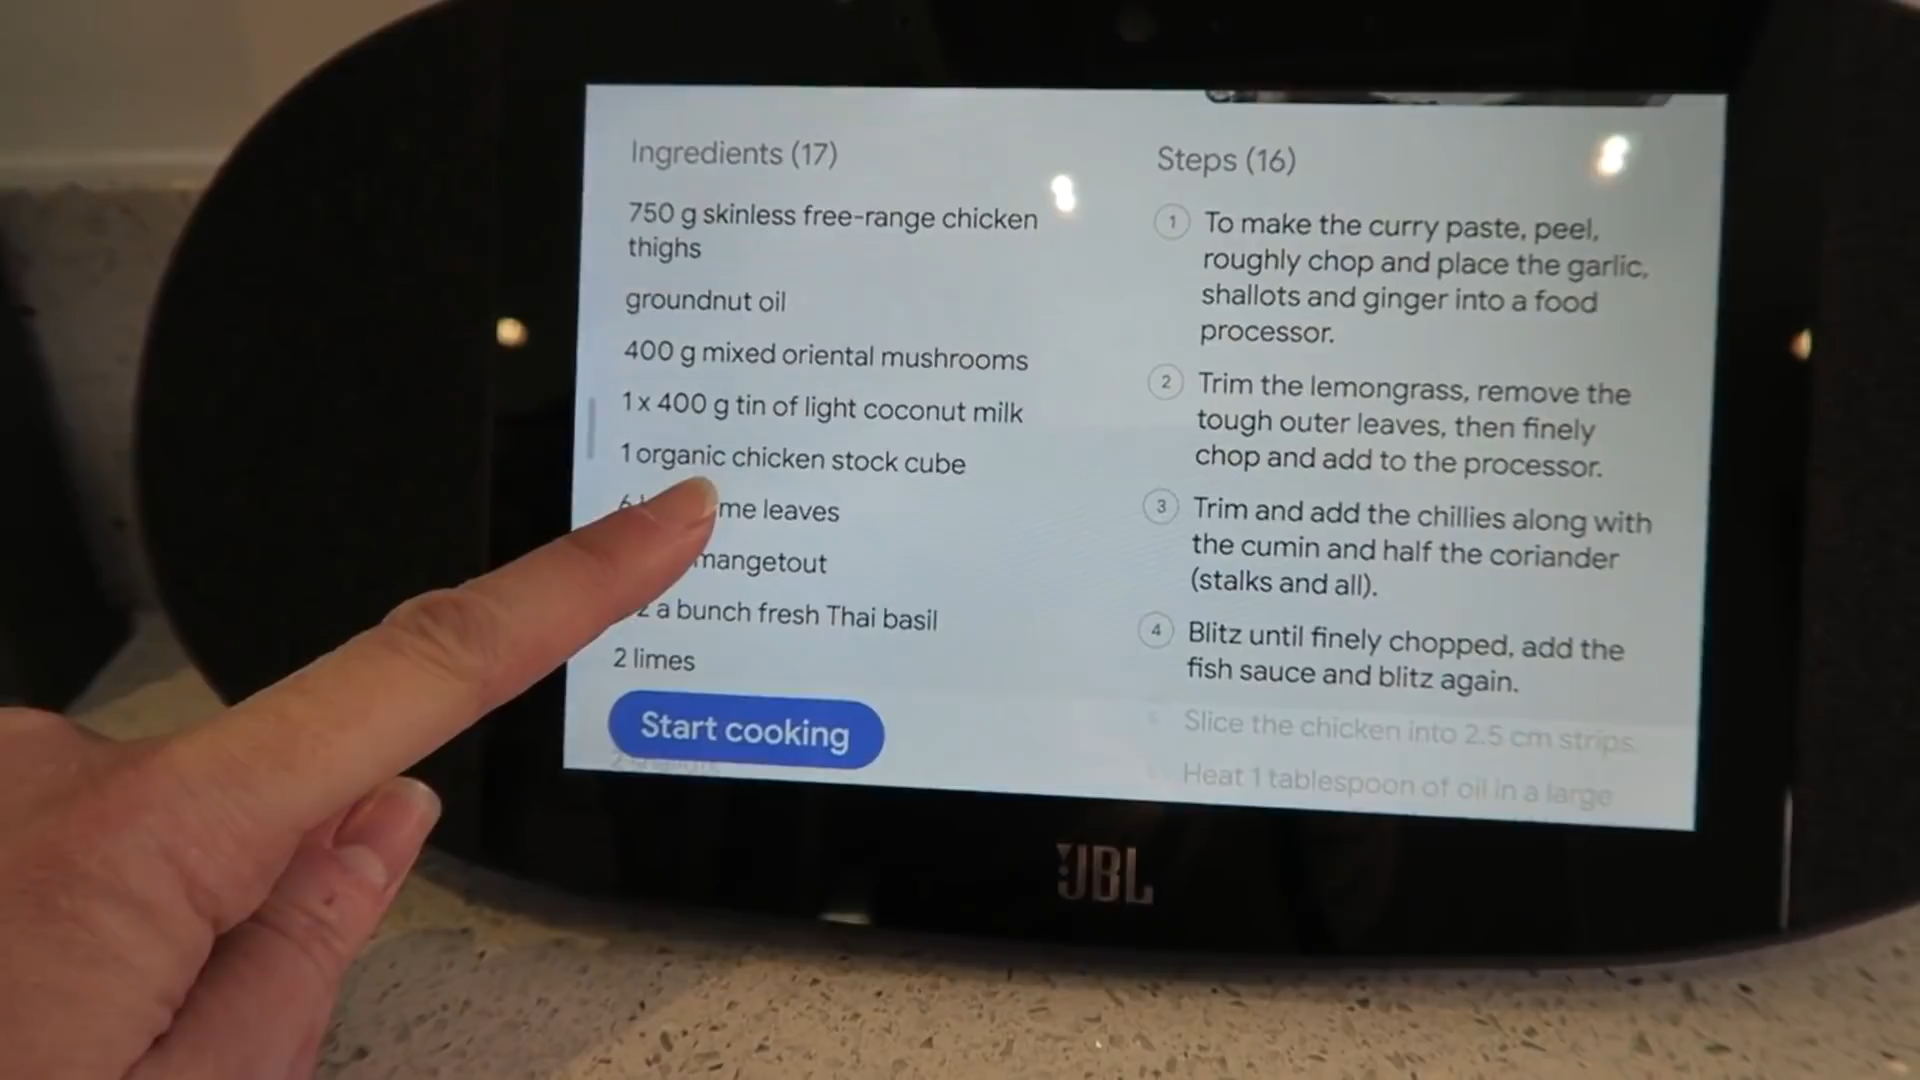 Ingredients (17)
750 g skinless free-range chicken
thighs
groundnut oil
400 g mixed oriental mushrooms
1 x 400 g tin of light coconut milk
1 organic chicken stock cube
leaves
mangetout
a bunch fresh Thai basil
2 limes
Start cooking
Steps (16)
1 To make the curry paste, peel,
roughly chop and place the garlic,
shallots and ginger into a food
processor.
2 Trim the lemongrass, remove the
tough outer leaves, then finely
chop and add to the processor.
3 Trim and add the chillies along with
the cumin and half the coriander
(stalks and all).
4 Blitz until finely chopped, add the
fish sauce and blitz again.
Slice the chicken into 2.5 cm strips.
Heat 1 tablespoon of oil in a large
JBL